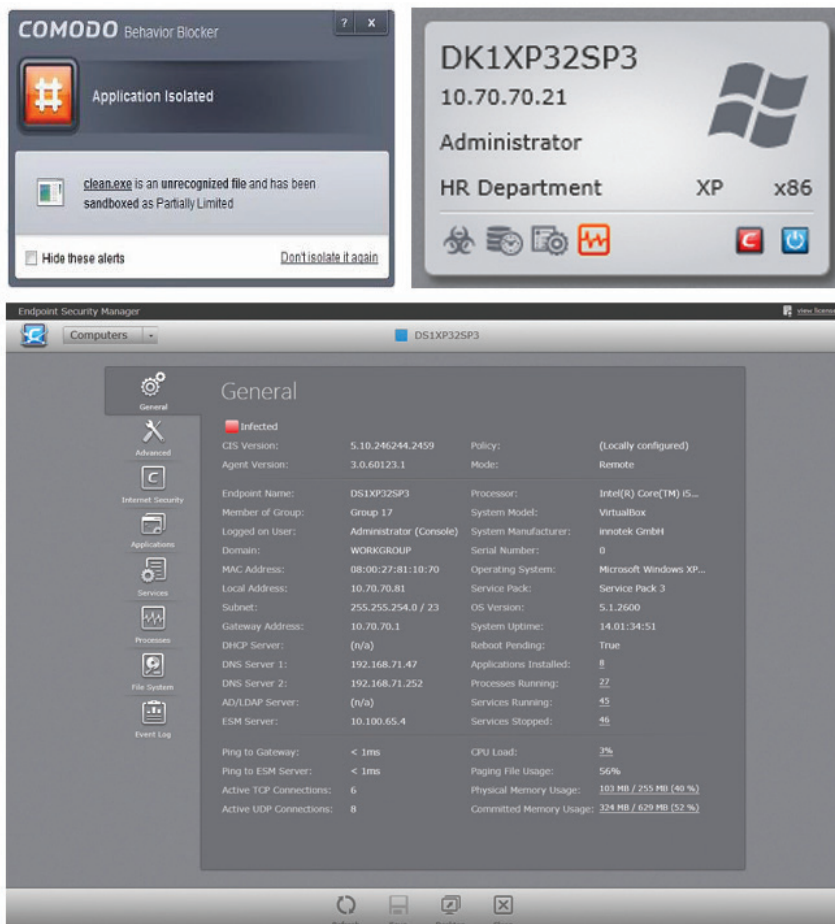 COMODO Behavior Blocker
? X
Application Isolated
clean.exe is an unrecognized file and has been
sandboxed as Partially Limited
Hide these alerts
Don't isolate it again
DK1XP32SP3
10.70.70.21
Administrator
HR Department XP x86
Endpoint Security Manager
view license
Computers
DS1XP32SP3
General
Advanced
Internet Security
Applications
Services
Processes
File System
Event Log
General
Infected
CIS Version: 5.10.246244.2459 Policy: (Locally configured)
Agent Version: 3.0.60123.1 Mode: Remote
Endpoint Name: DS1XP32SP3 Processor: Intel(R) Core(TM) i5...
Member of Group: Group 17 System Model: VirtualBox
Logged on User: Administrator (Console) System Manufacturer: innotek GmbH
Domain: WORKGROUP Serial Number: 0
MAC Address: 08:00:27:81:10:70 Operating System: Microsoft Windows XP...
Local Address: 10.70.70.81 Service Pack: Service Pack 3
Subnet: 255.255.254.0 / 23 OS Version: 5.1.2600
Gateway Address: 10.70.70.1 System Uptime: 14.01:34:51
DHCP Server: (n/a) Reboot Pending: True
DNS Server 1: 192.168.71.47 Applications Installed: 8
DNS Server 2: 192.168.71.252 Processes Running: 27
AD/LDAP Server: (n/a) Services Running: 45
ESM Server: 10.100.65.4 Services Stopped: 46
Ping to Gateway: < 1ms CPU Load: 3%
Ping to ESM Server: < 1ms Paging File Usage: 56%
Active TCP Connections: 6 Physical Memory Usage: 103 MB / 255 MB (40 %)
Active UDP Connections: 8 Committed Memory Usage: 324 MB / 629 MB (52 %)